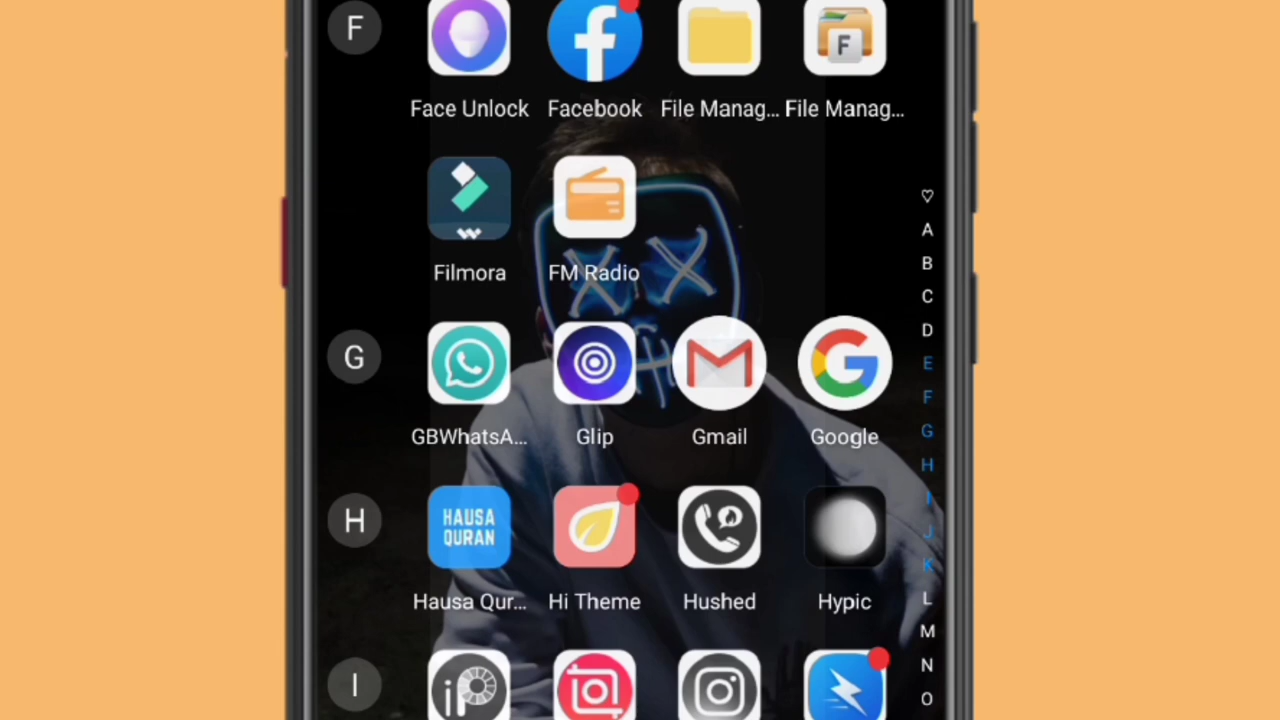 F
F
Face Unlock Facebook File Manag... File Manag...
Filmora FM Radio
♡
A
B
C
D
E
F
G
H
I
J
K
L
M
N
O
G
GBWhatsA... Glip Gmail Google
H
HAUSA
QURAN
Hausa Qur... Hi Theme Hushed Hypic
I
iP